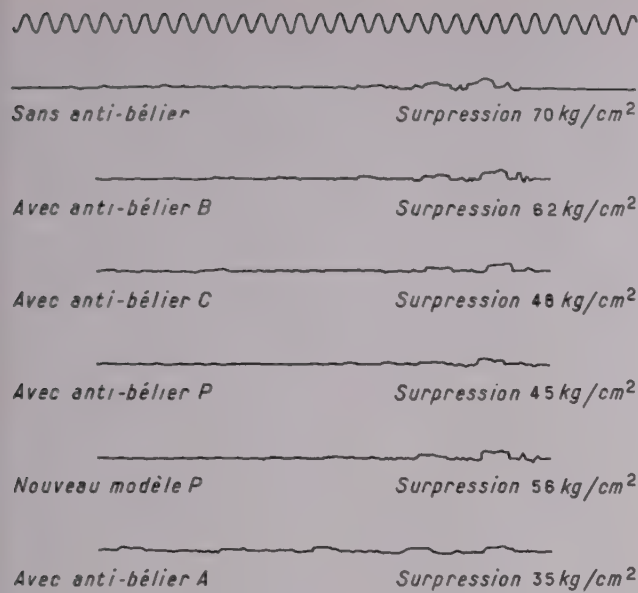 Sans anti-bélier Surpression 70 kg/cm²
Avec anti-bélier B Surpression 62 kg/cm²
Avec anti-bélier C Surpression 48 kg/cm²
Avec anti-bélier P Surpression 45 kg/cm²
Nouveau modèle P Surpression 56 kg/cm²
Avec anti-bélier A Surpression 35 kg/cm²